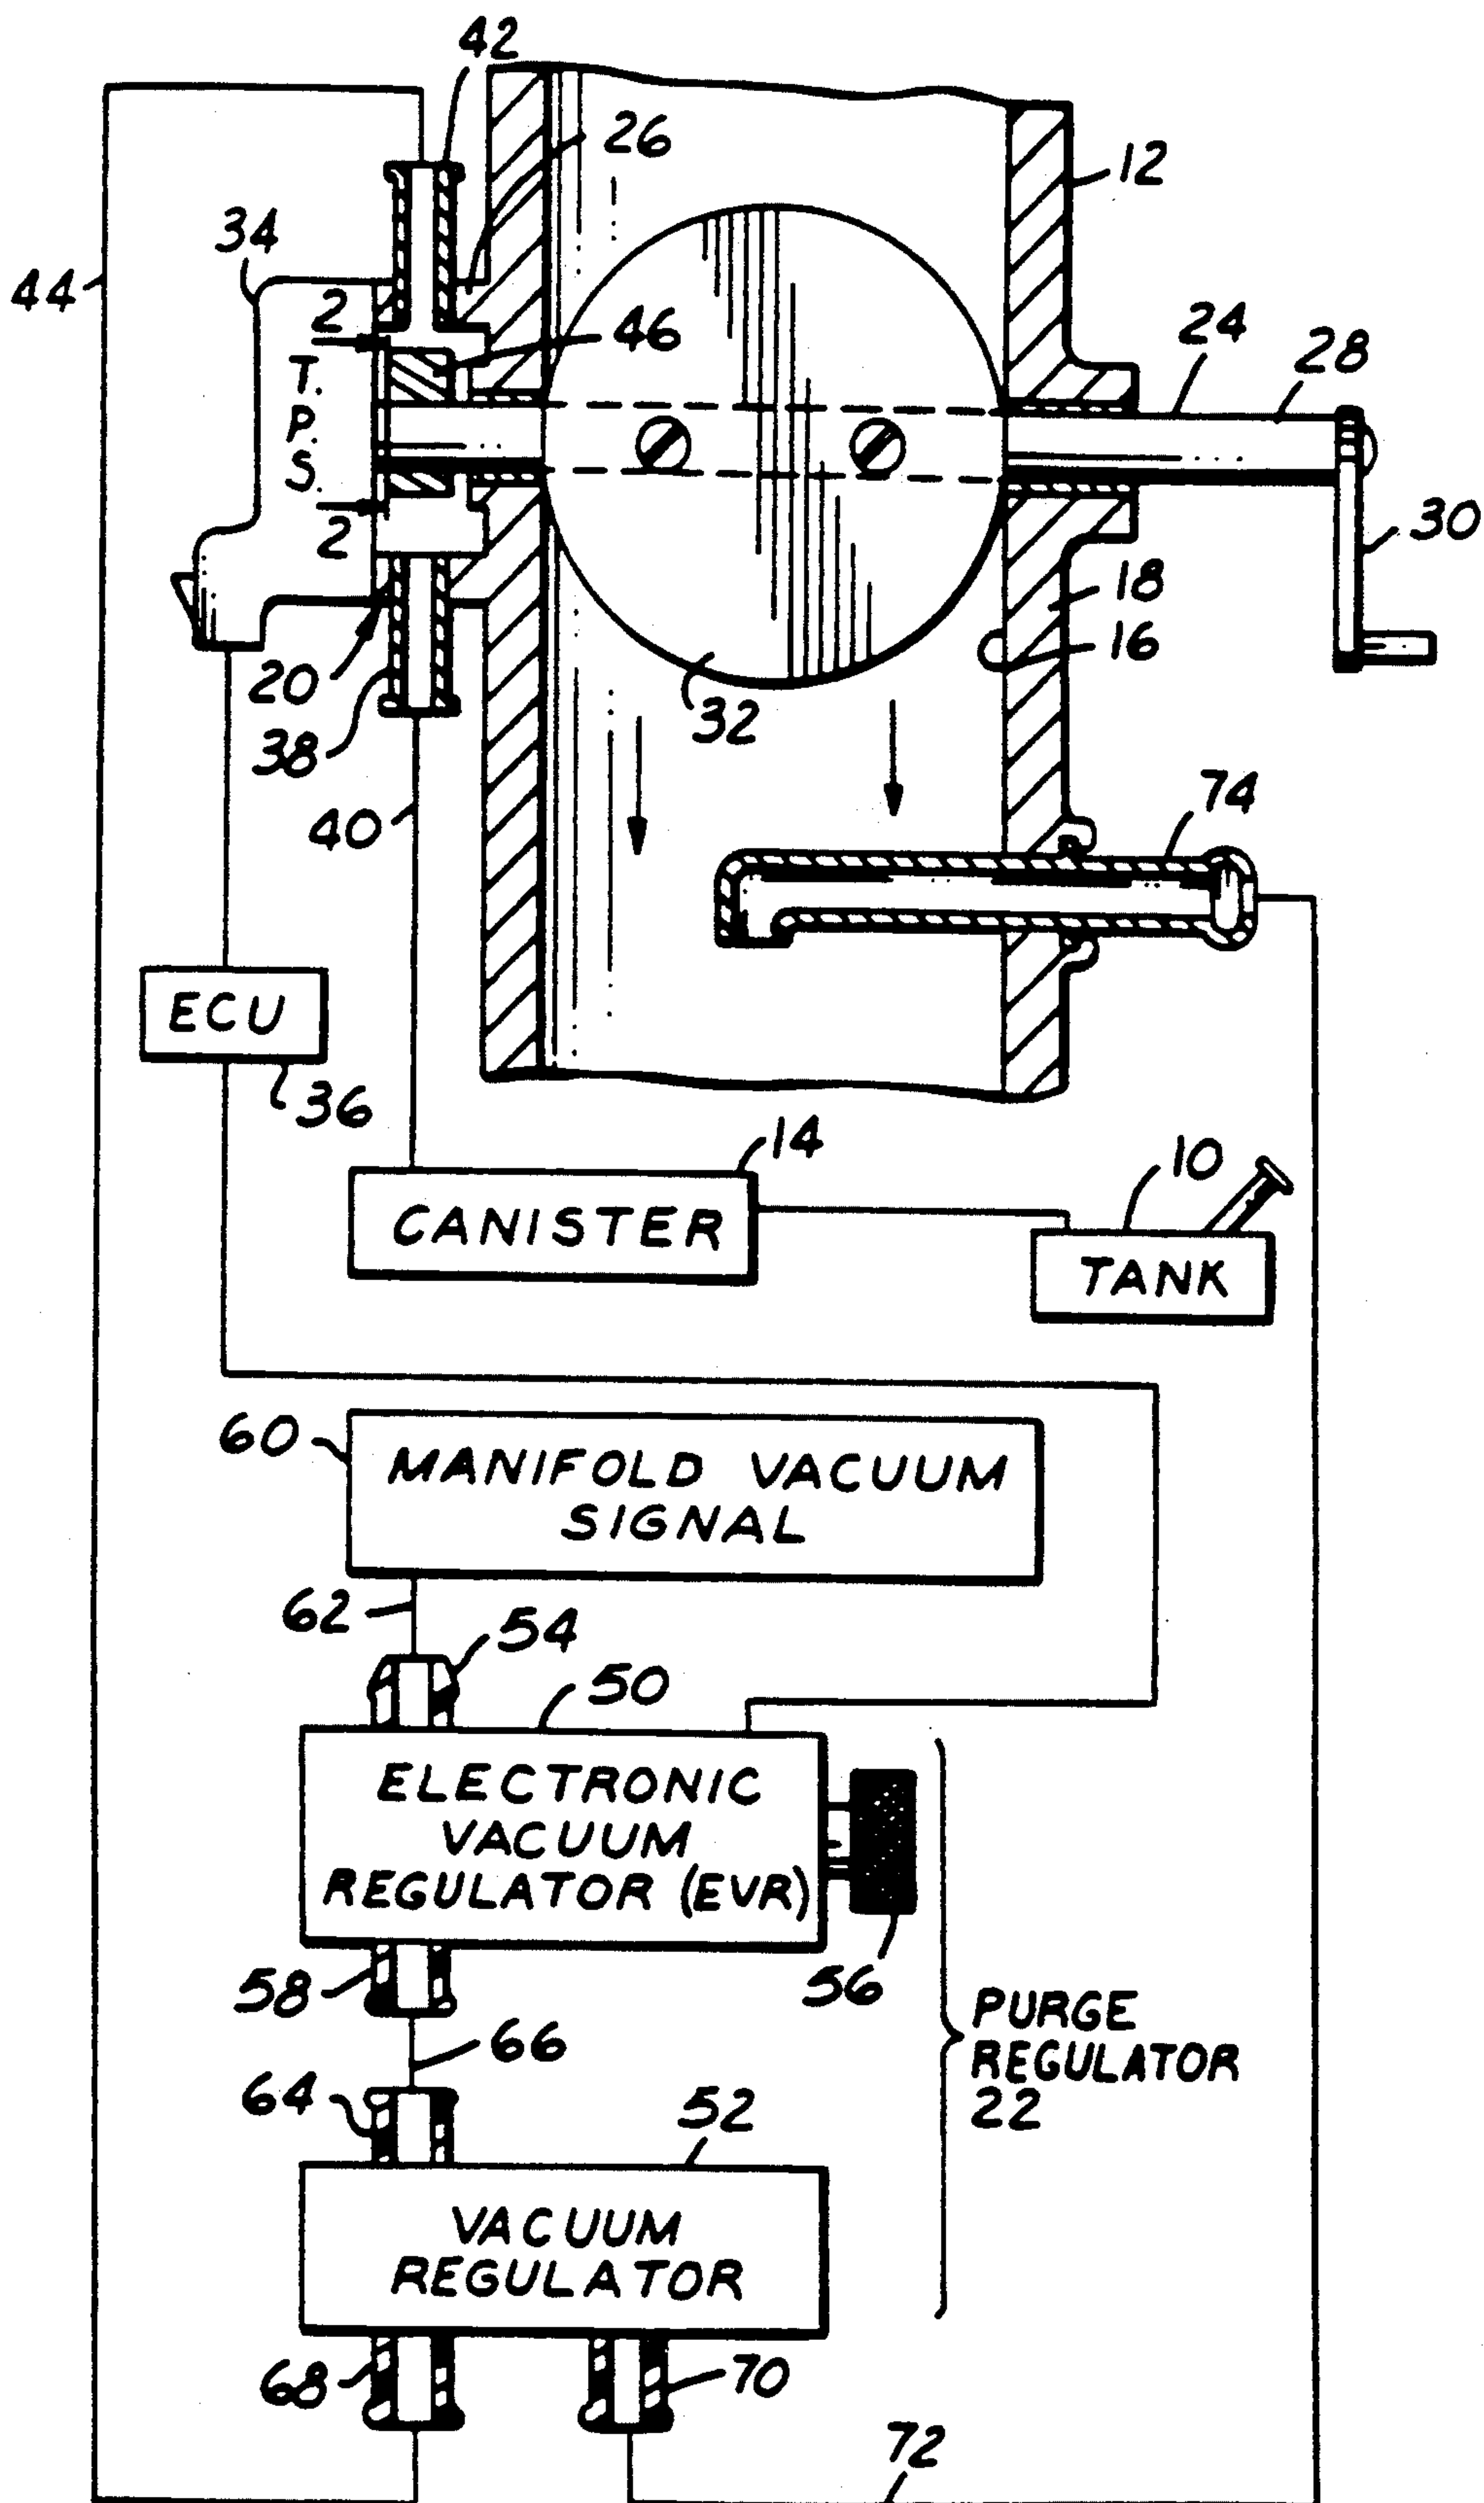 42
26
12
34
44
2
46
24
28
T.
P.
S.
2
30
18
16
20
32
38
74
40
ECU
36
14
10
CANISTER
TANK
60
MANIFOLD VACUUM
SIGNAL
62
54
50
ELECTRONIC
VACUUM
REGULATOR (EVR)
58
56
PURGE
REGULATOR
22
66
64
52
VACUUM
REGULATOR
68
70
72